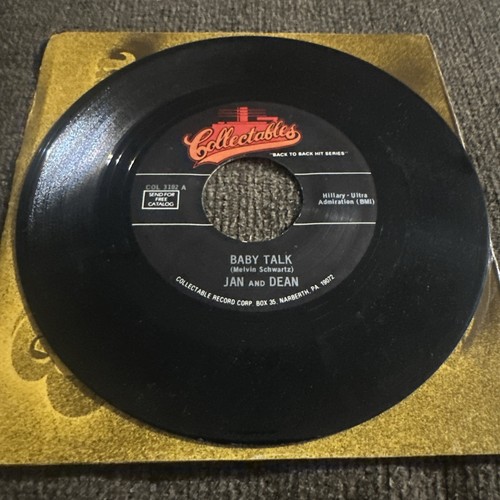 Collectables
"BACK TO BACK HIT SERIES"
COL 3102 A
SEND FOR
FREE
CATALOG
Hillary - Ultra
Admiration (BMI)
BABY TALK
(Melvin Schwartz)
JAN AND DEAN
COLLECTABLE RECORD CORP. BOX 35, NARBERTH, PA. 19072